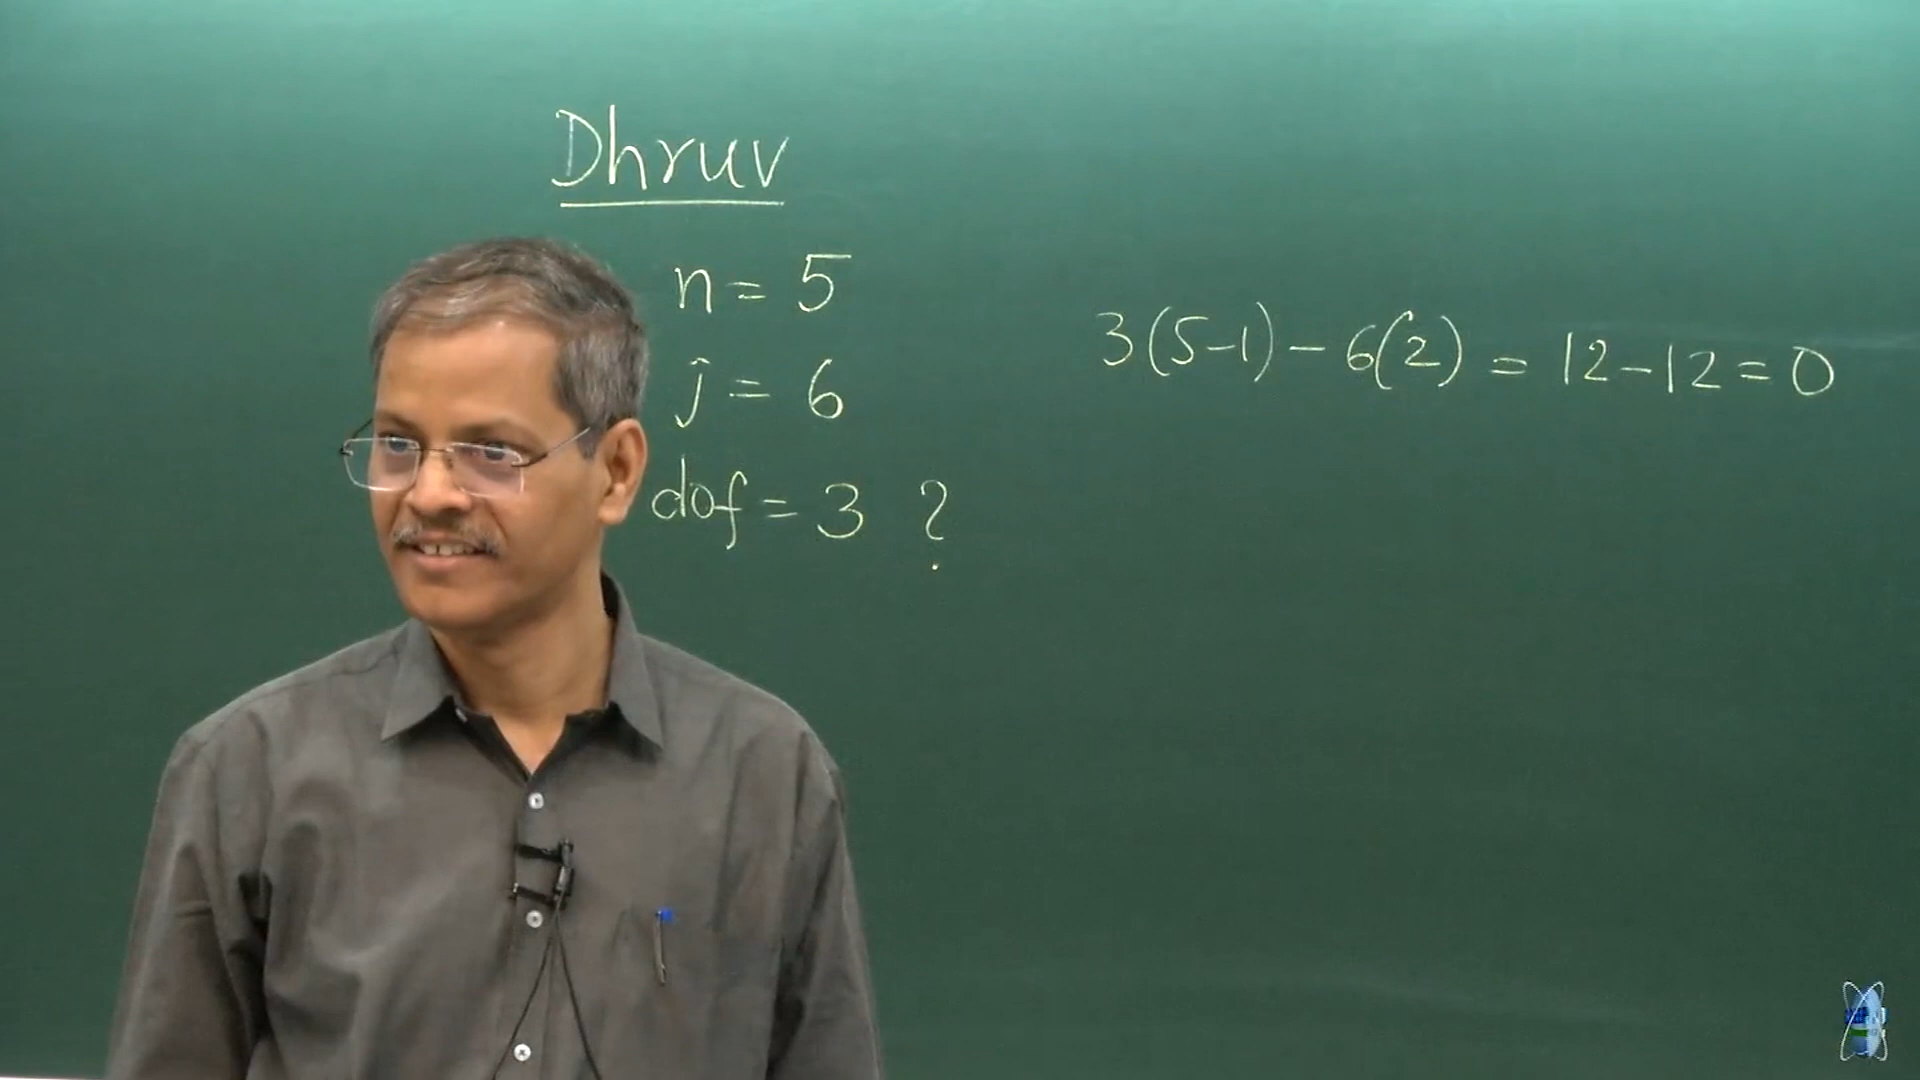 Dhruv
n = 5
j = 6
dof = 3 ?
3(5-1) - 6(2) = 12-12 = 0